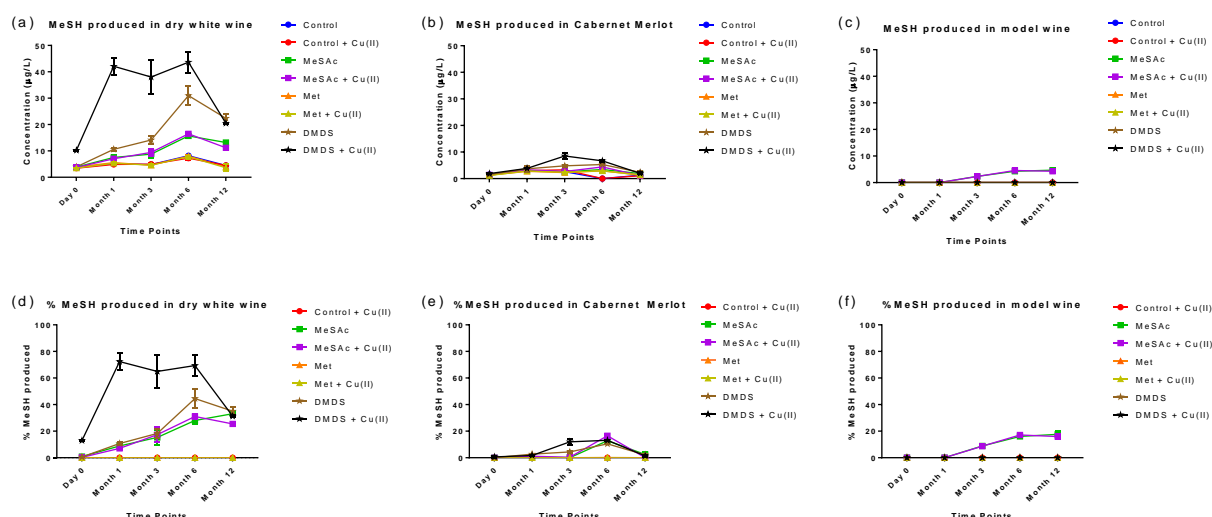 (a) MeSH produced in dry white wine
Concentration (µg/L)
50
40
30
20
10
0
Day 0
Month 1
Month 3
Month 6
Month 12
Time Points
Control
Control + Cu(II)
MeSAc
MeSAc + Cu(II)
Met
Met + Cu(II)
DMDS
DMDS + Cu(II)
(b) MeSH produced in Cabernet Merlot
Concentration (µg/L)
50
40
30
20
10
0
Day 0
Month 1
Month 3
Month 6
Month 12
Time Points
Control
Control + Cu(II)
MeSAc
MeSAc + Cu(II)
Met
Met + Cu(II)
DMDS
DMDS + Cu(II)
(c) MeSH produced in model wine
Concentration (µg/L)
50
40
30
20
10
0
Day 0
Month 1
Month 3
Month 6
Month 12
Time Points
Control
Control + Cu(II)
MeSAc
MeSAc + Cu(II)
Met
Met + Cu(II)
DMDS
DMDS + Cu(II)
(d) % MeSH produced in dry white wine
% MeSH produced
100
80
60
40
20
0
Day 0
Month 1
Month 3
Month 6
Month 12
Time Points
Control + Cu(II)
MeSAc
MeSAc + Cu(II)
Met
Met + Cu(II)
DMDS
DMDS + Cu(II)
(e) %MeSH produced in Cabernet Merlot
% MeSH produced
100
80
60
40
20
0
Day 0
Month 1
Month 3
Month 6
Month 12
Time Points
Control + Cu(II)
MeSAc
MeSAc + Cu(II)
Met
Met + Cu(II)
DMDS
DMDS + Cu(II)
(f) %MeSH produced in model wine
% MeSH produced
100
80
60
40
20
0
Day 0
Month 1
Month 3
Month 6
Month 12
Time Points
Control + Cu(II)
MeSAc
MeSAc + Cu(II)
Met
Met + Cu(II)
DMDS
DMDS + Cu(II)